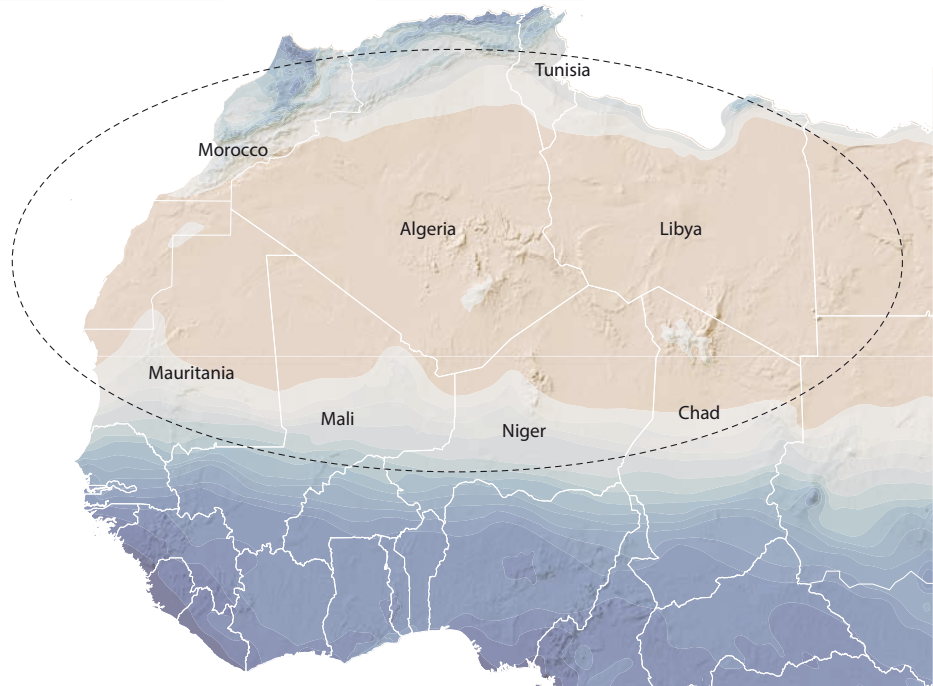 Tunisia
Morocco
Algeria
Libya
Mauritania
Mali
Niger
Chad